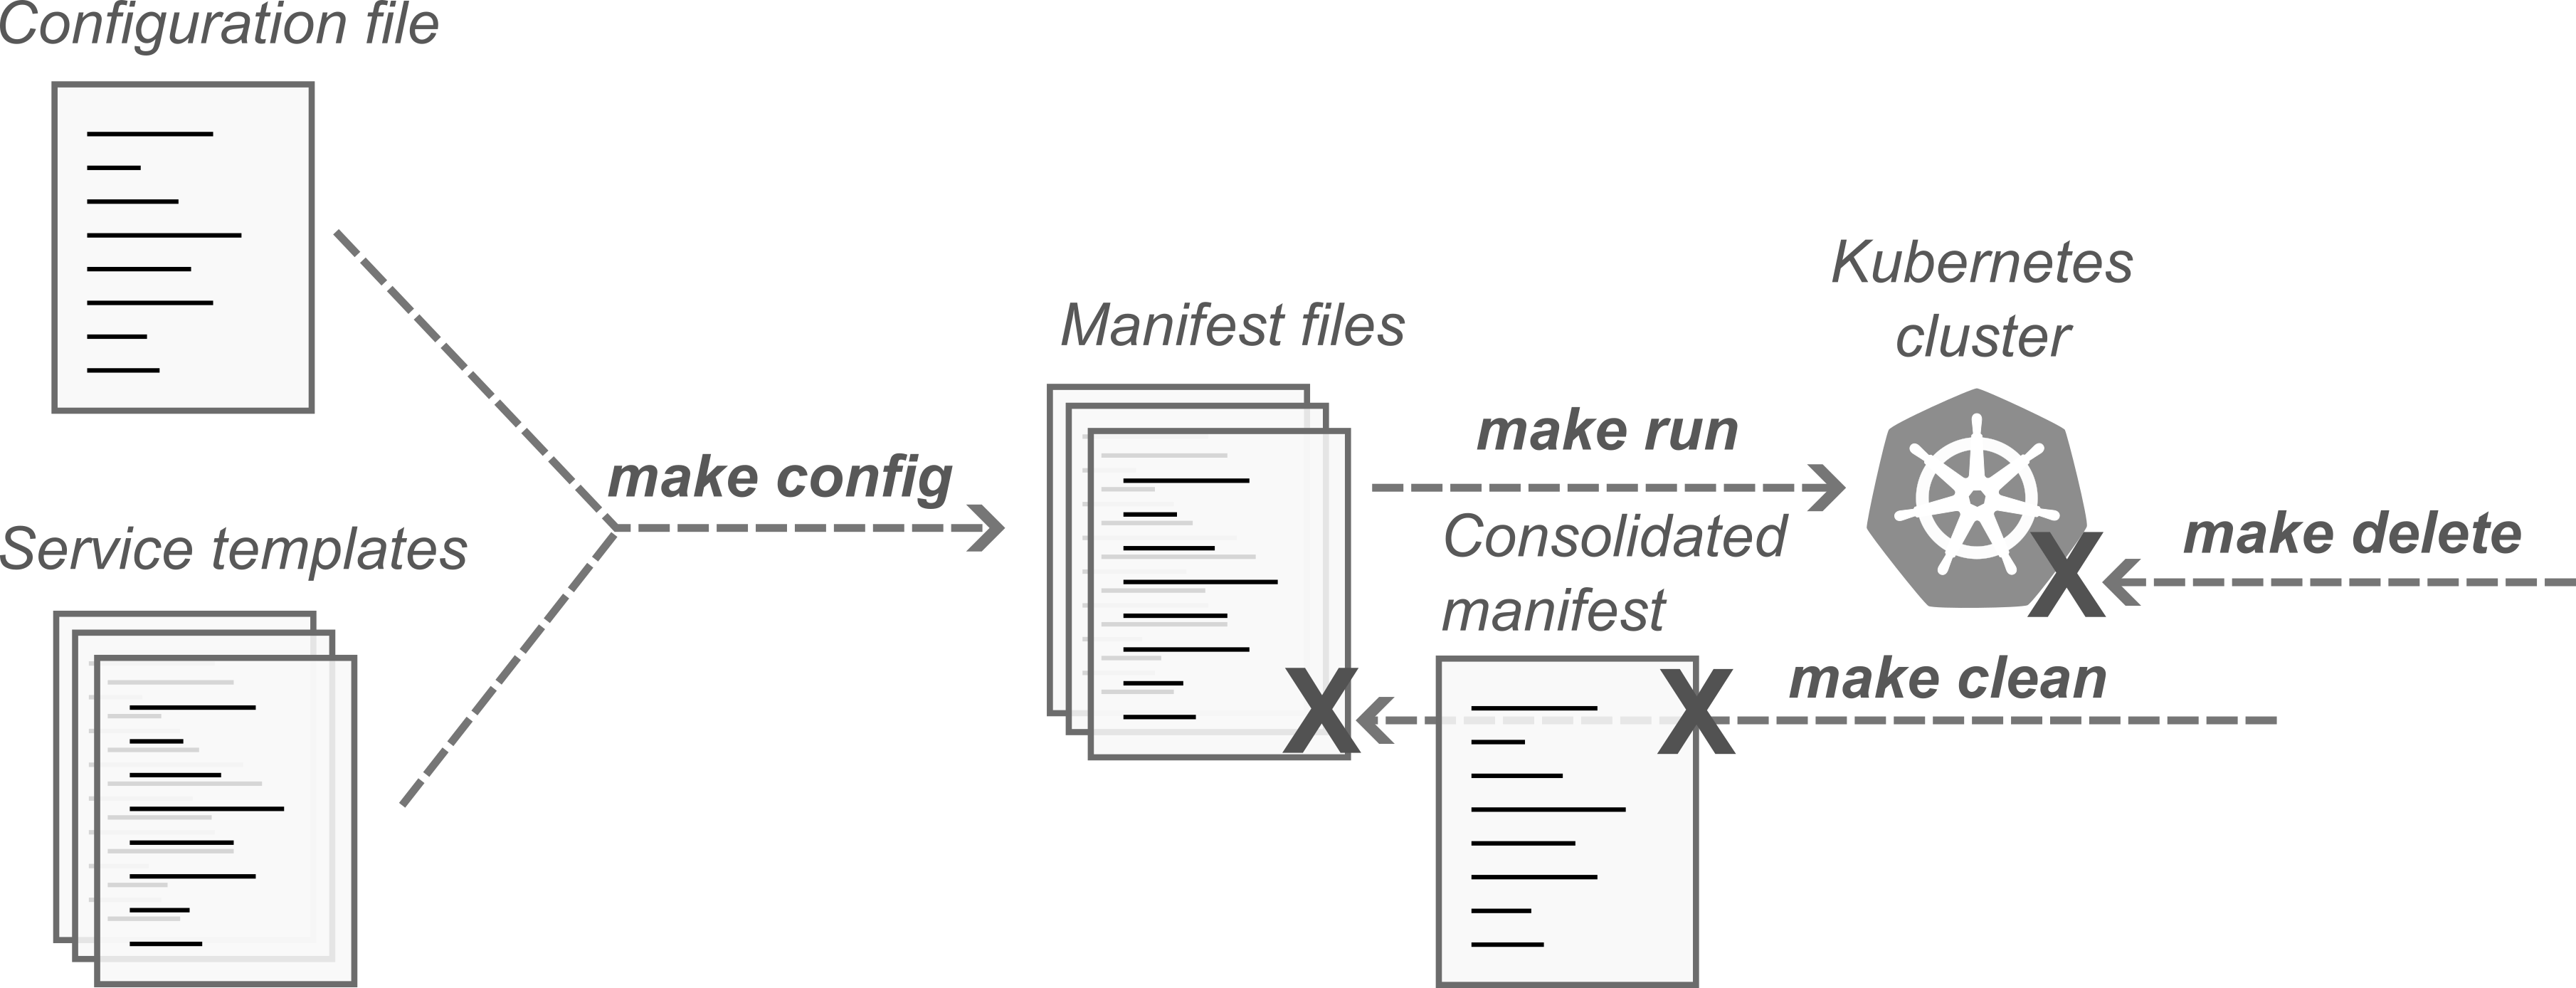 Configuration file
Service templates
make config
Manifest files
make run
Consolidated
manifest
Kubernetes
cluster
make delete
make clean
X
X
X